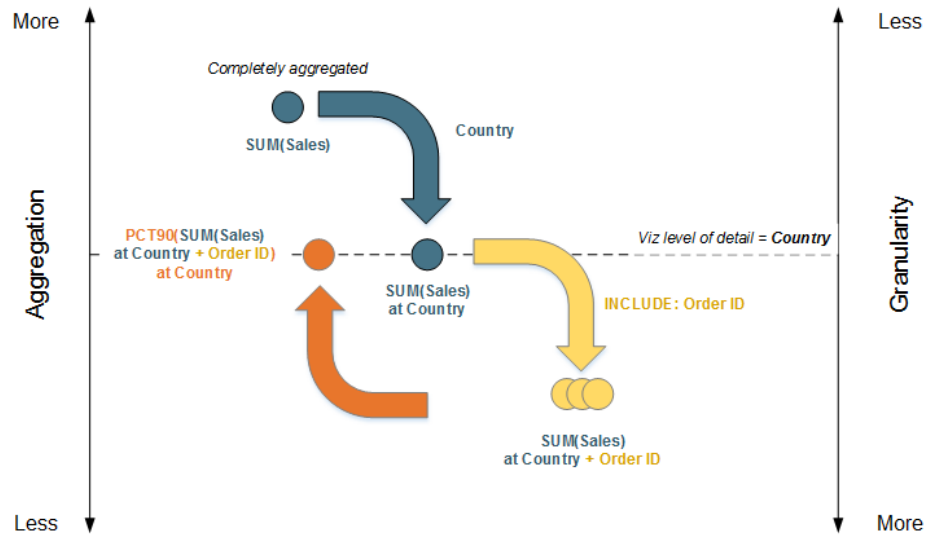 More
Less
Completely aggregated
SUM(Sales)
Country
Aggregation
Granularity
PCT90(SUM(Sales)
at Country + Order ID)
at Country
Viz level of detail = Country
SUM(Sales)
at Country
INCLUDE: Order ID
SUM(Sales)
at Country + Order ID
Less
More